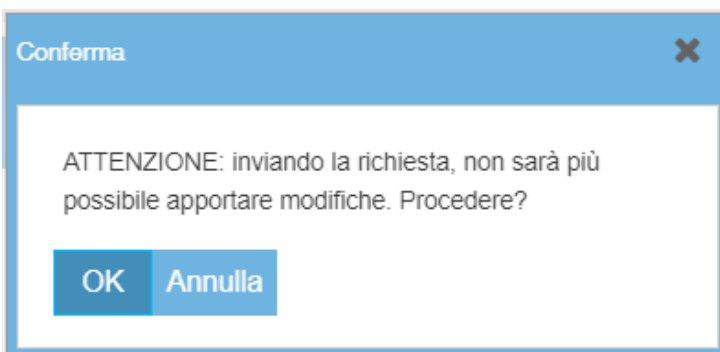 Conferma
ATTENZIONE: inviando la richiesta, non sarà più
possibile apportare modifiche. Procedere?
OK Annulla